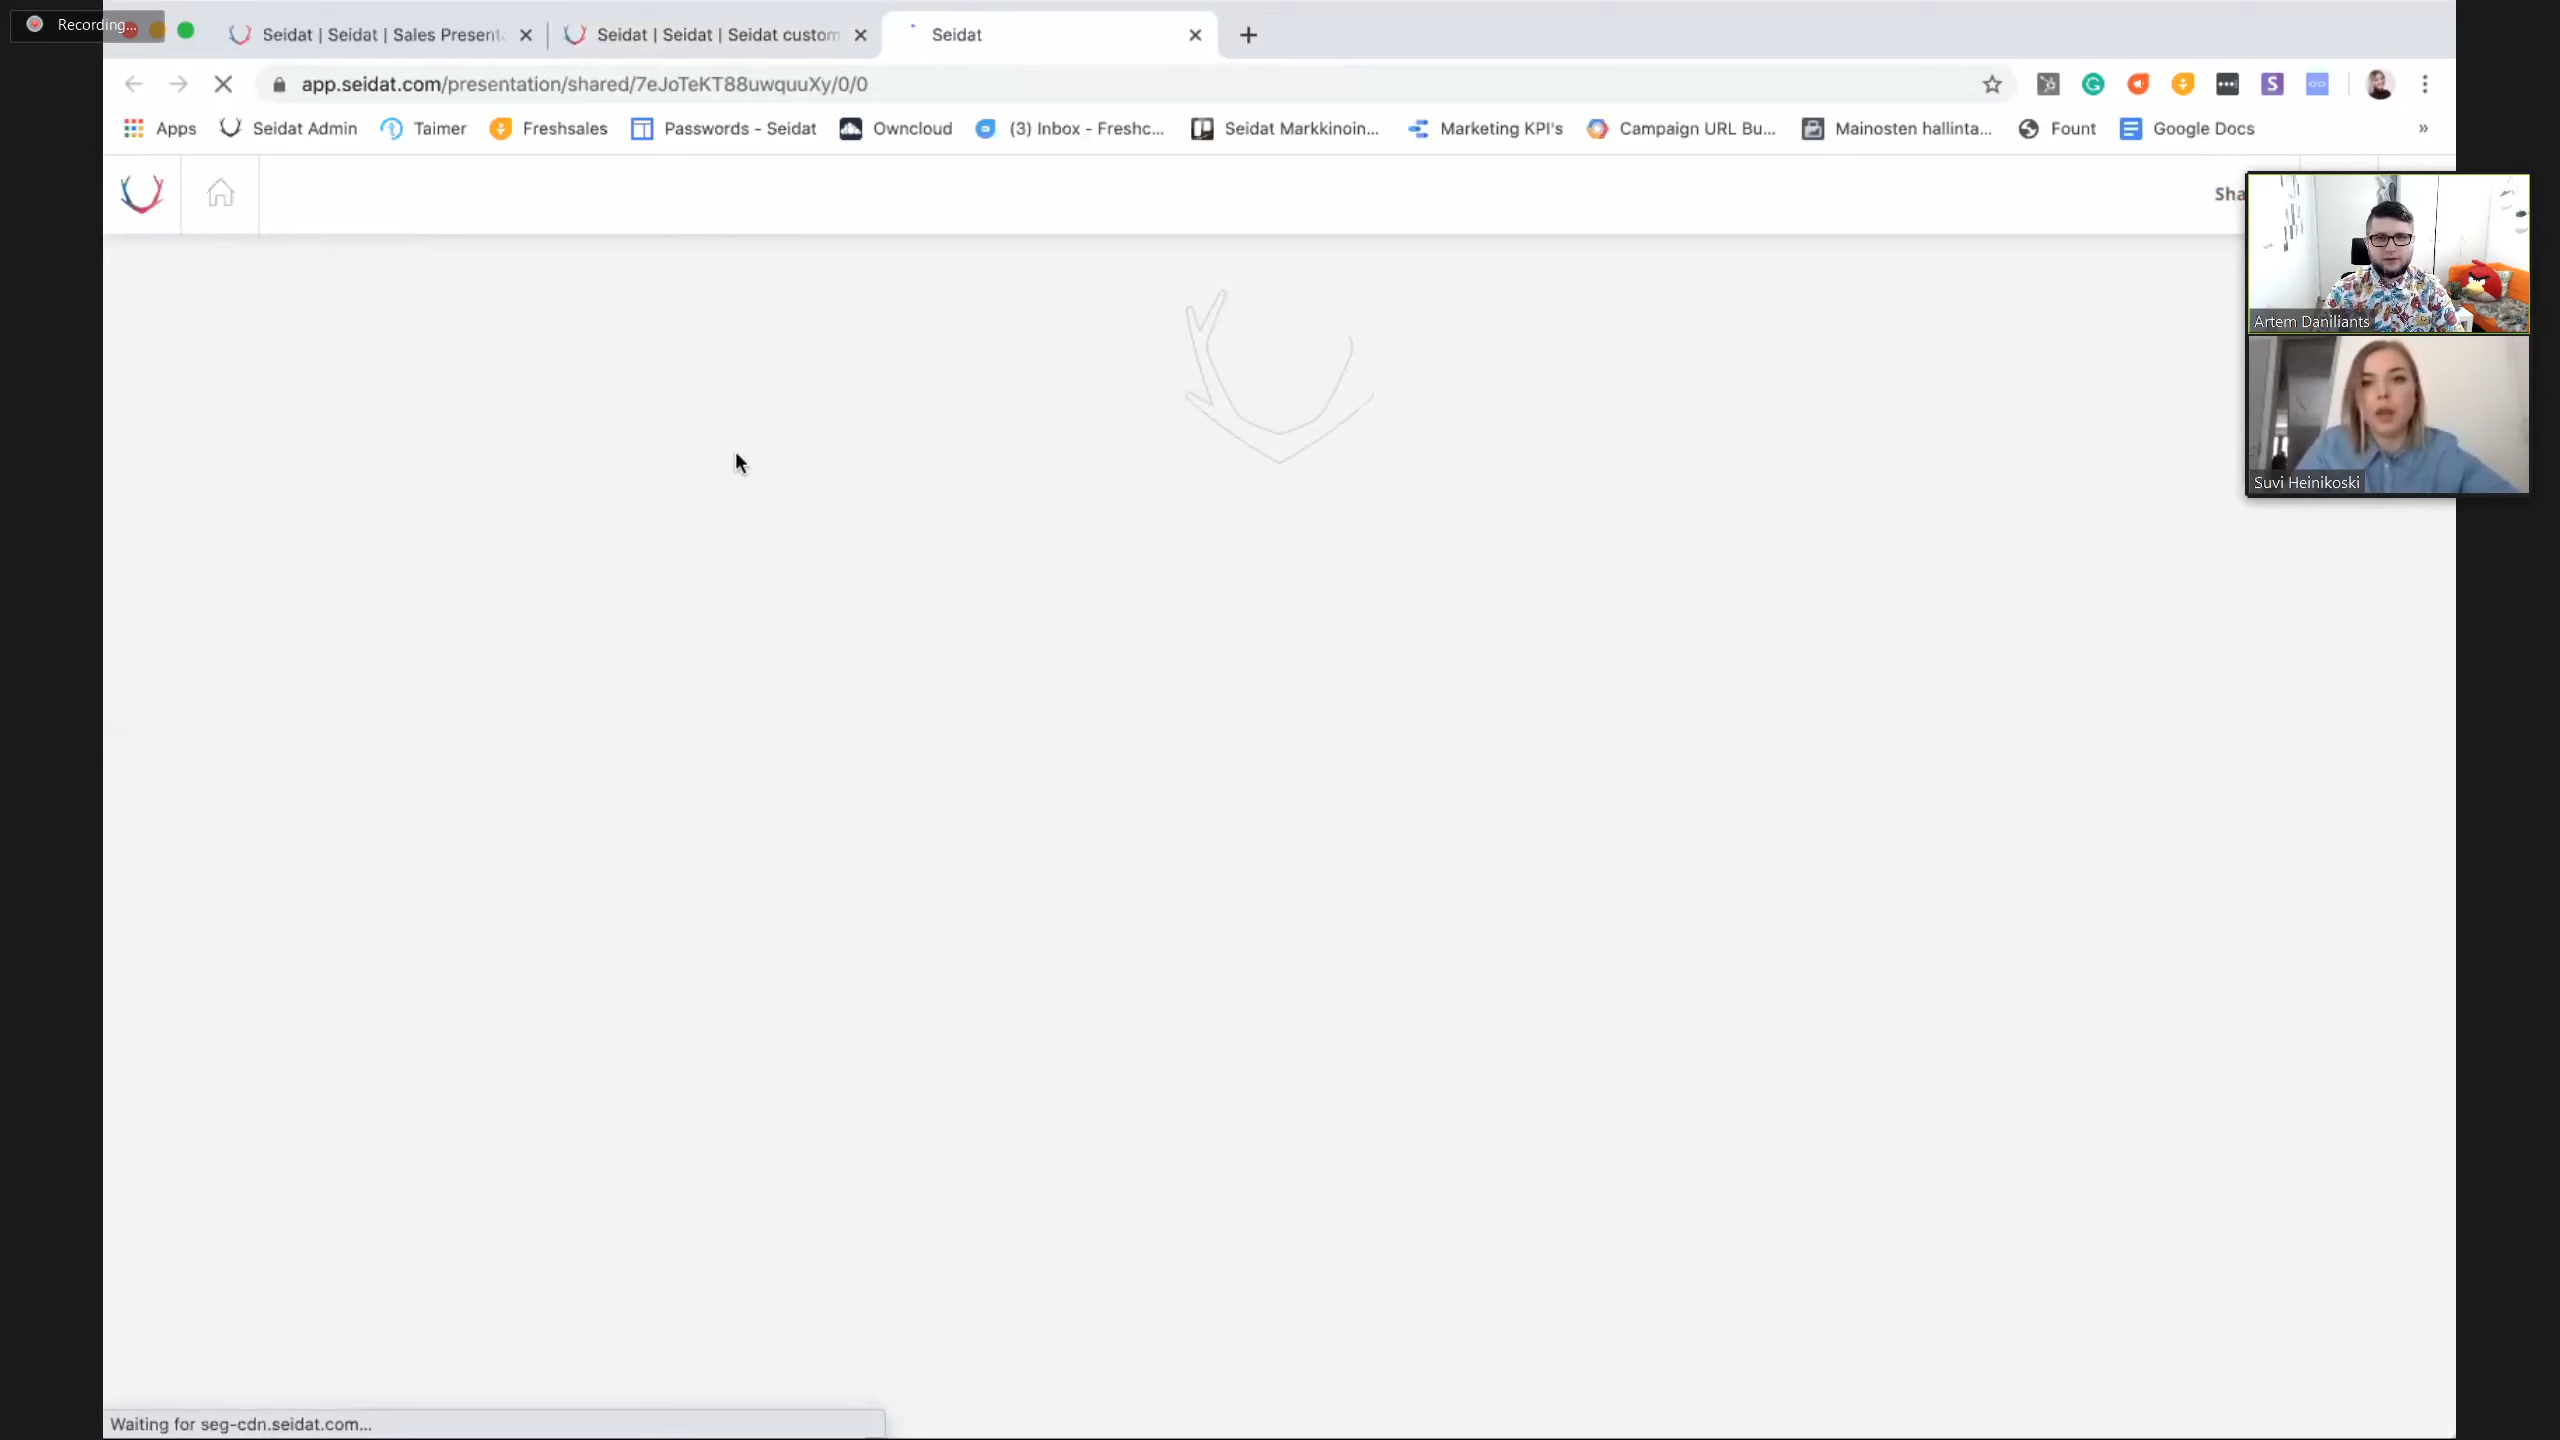 Recording...
Seidat | Seidat | Sales Present
Seidat | Seidat | Seidat custom
Seidat
app.seidat.com/presentation/shared/7eJoTeKT88uwquuXy/0/0
Apps Seidat Admin Taimer Freshsales Passwords - Seidat Owncloud (3) Inbox - Freshc... Seidat Markkinoin... Marketing KPI's Campaign URL Bu... Mainosten hallinta... Fount Google Docs »
Sha
Artem Daniliants
Suvi Heinikoski
Waiting for seg-cdn.seidat.com...